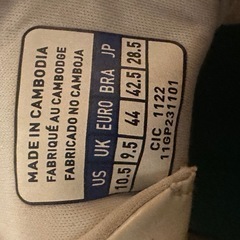 MADE IN CAMBODIA
FABRIQUÉ AU CAMBODGE
FABRICADO NO CAMBOJA
US UK EURO BRA JP
10.5 9.5 44 42.5 28.5
CIC 1122
11GP231101